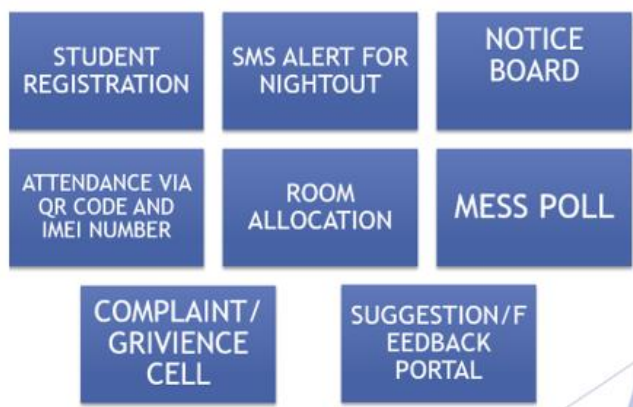 STUDENT
REGISTRATION
SMS ALERT FOR
NIGHTOUT
NOTICE
BOARD
ATTENDANCE VIA
QR CODE AND
IMEI NUMBER
ROOM
ALLOCATION
MESS POLL
COMPLAINT/
GRIVIENCE
CELL
SUGGESTION/F
EEDBACK
PORTAL